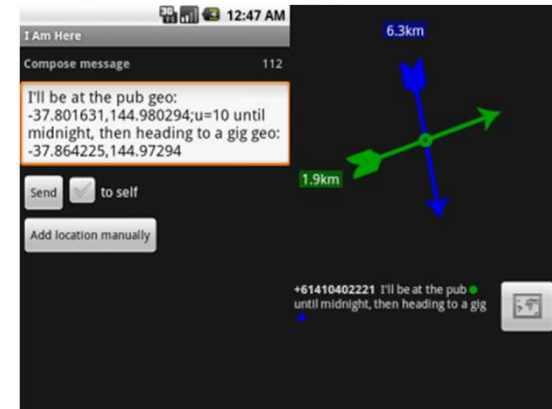 3G
12:47 AM
I Am Here
Compose message 112
I'll be at the pub geo:
-37.801631,144.980294;u=10 until
midnight, then heading to a gig geo:
-37.864225,144.97294
Send to self
Add location manually
6.3km
1.9km
+61410402221 I'll be at the pub
until midnight, then heading to a gig